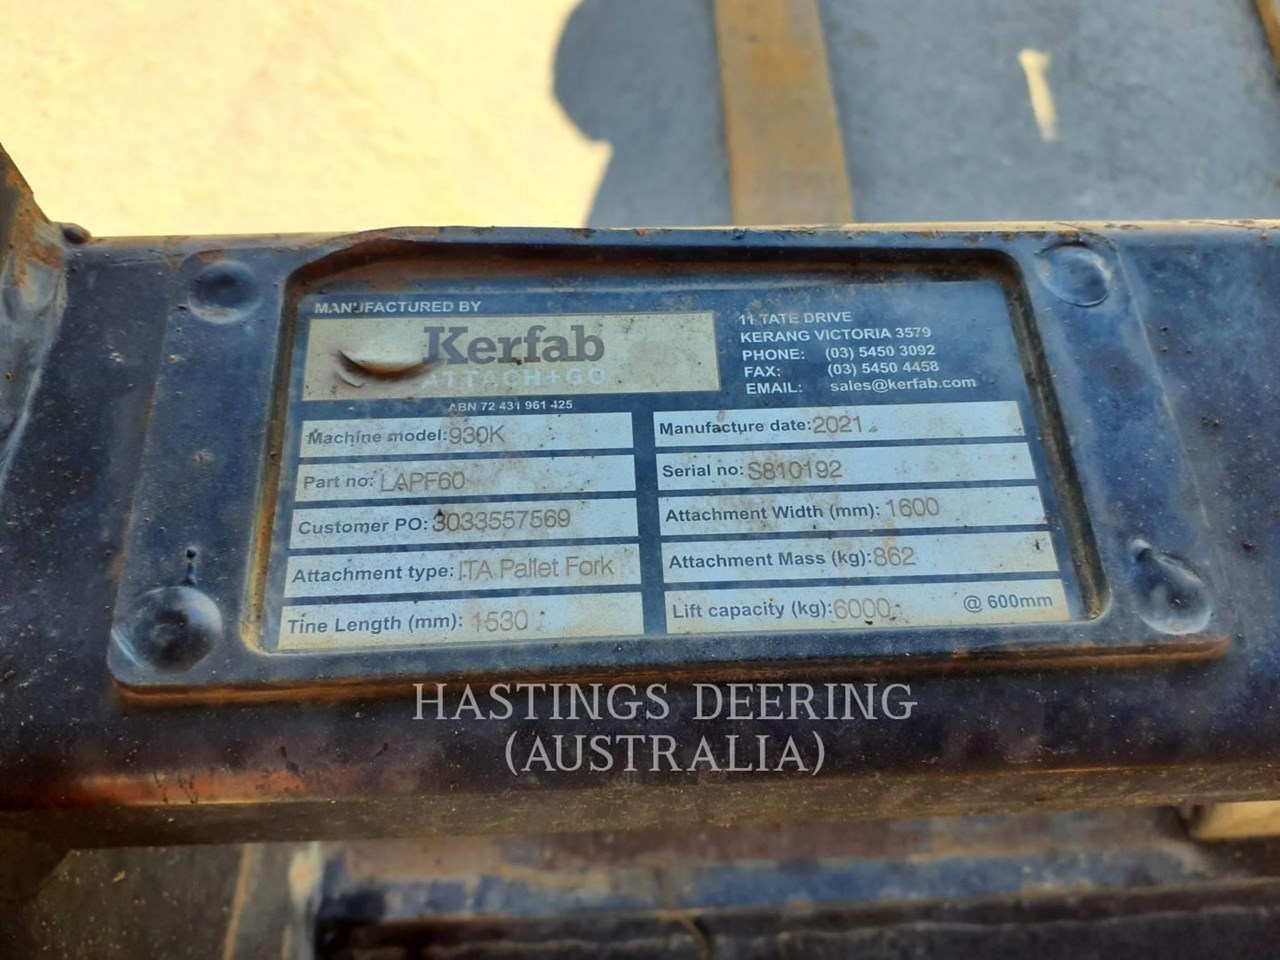 MANUFACTURED BY
Kerfab
ATTACH+GO
ABN 72 431 961 425
11 TATE DRIVE
KERANG VICTORIA 3579
PHONE: (03) 5450 3092
FAX: (03) 5450 4458
EMAIL: sales@kerfab.com
Machine model: 930K
Part no: LAPF60
Customer PO: 3033557569
Attachment type: ITA Pallet Fork
Tine Length (mm): 1530
Manufacture date: 2021
Serial no: S810192
Attachment Width (mm): 1600
Attachment Mass (kg): 862
Lift capacity (kg): 6000 @ 600mm
HASTINGS DEERING
(AUSTRALIA)